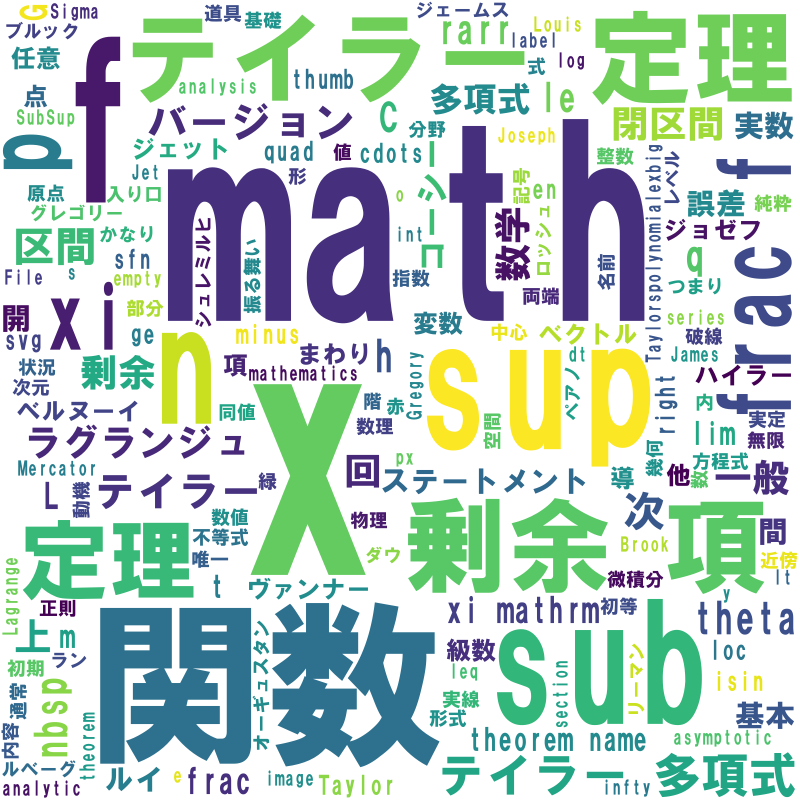 G Sigma
ブルック
道具
基礎
ジェームス
Louis
label
log
式
任意
f
テイラー
rarr
定理
点
SubSup
analysis
thumb
多項式
le
p
バージョン
C
分野
Joseph
閉区間
実数
ジェット
Jet
quad
値
cdots
コーシー
整数
レベル
f
原点
入り口
形
math
o
en
記号
誤差
純粋
グレゴリー
かなり
int
数学
ロッシュ
ジョゼフ
区間
sfn
シュレミルヒ
振る舞い
指数
両端
名前
Taylorspolynomialexbig
q
つまり
File
s
empty
部分
frac
開
xi
svg
ge
n
minus
変数
中心
ベクトル
series
破線
James
状況
次元
剰余
項
まわり
h
Gregory
dt
sup
ペアノ
right
ハイラー
mathematics
X
ベルヌーイ
同値
階
赤
空間
内
実定
ラグランジュ
数理
lim
無限
Mercator
動機
px
幾何
方程式
L
テイラー
緑
回
ステートメント
導
他
数
一般
数値
物理
次
間
定理
不等式
唯一
ダウ
剰余
項
Brook
近傍
Lagrange
t
ヴァンナー
微積分
lt
正則
xi
mathrm
初等
y
theta
上
m
関数
オーギュスタン
級数
sub
loc
初期
ラン
leq
section
リーマン
isin
nbsp
通常
実線
形式
基本
内容
theorem
theorem name
asymptotic
ルベーグ
ルイ
e
frac
image
Taylor
テイラー
infty
多項式
analytic